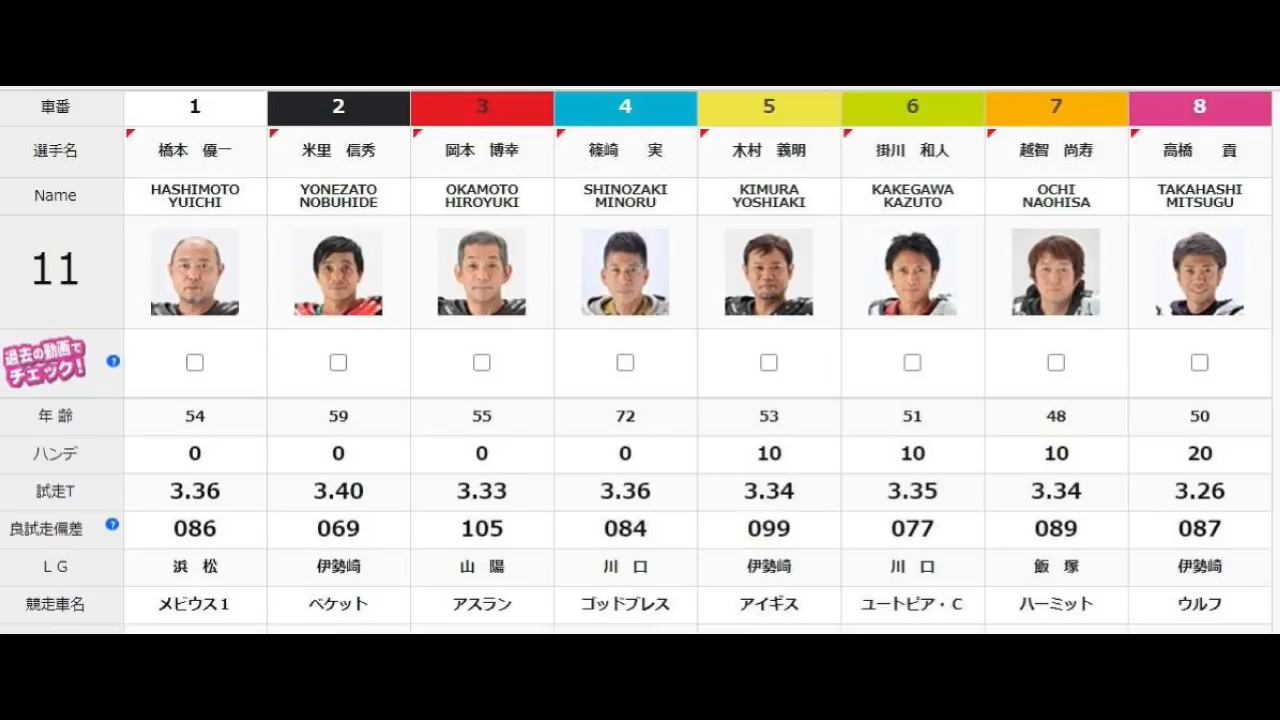 車番 1 2 3 4 5 6 7 8
選手名 橋本 優一 米里 信秀 岡本 博幸 篠崎 実 木村 義明 掛川 和人 越智 尚寿 高橋 貢
Name HASHIMOTO YUICHI YONEZATO NOBUHIDE OKAMOTO HIROYUKI SHINOZAKI MINORU KIMURA YOSHIAKI KAKEGAWA KAZUTO OCHI NAOHISA TAKAHASHI MITSUGU
11
過去の動画で
チェック! ?
年 齢 54 59 55 72 53 51 48 50
ハンデ 0 0 0 0 10 10 10 20
試走T 3.36 3.40 3.33 3.36 3.34 3.35 3.34 3.26
良試走偏差 ? 086 069 105 084 099 077 089 087
ＬＧ 浜 松 伊勢崎 山 陽 川 口 伊勢崎 川 口 飯 塚 伊勢崎
競走車名 メビウス１ ベケット アスラン ゴッドブレス アイギス ユートピア・Ｃ ハーミット ウルフ